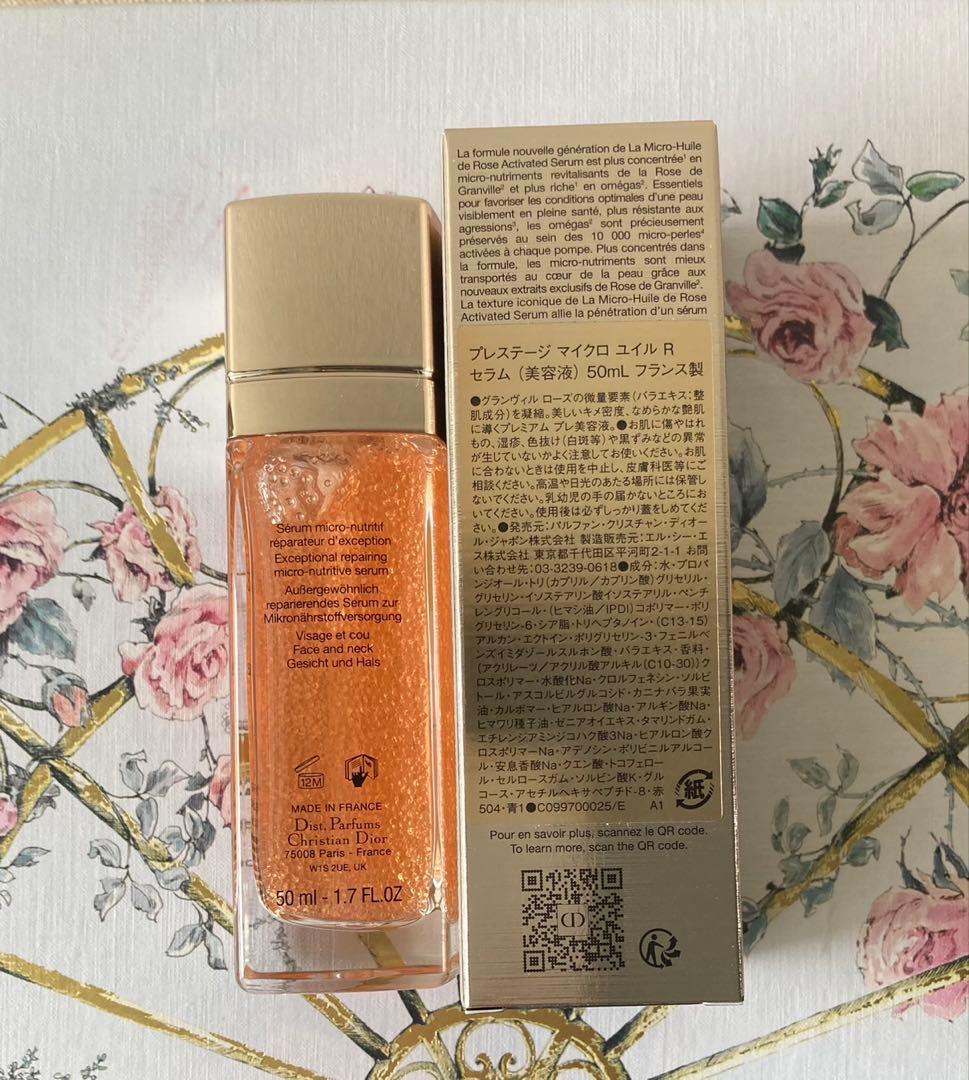 Sérum micro-nutritif
réparateur d'exception
Exceptional repairing
micro-nutritive serum
Außergewöhnlich
reparierendes Serum zur
Mikronährstoffversorgung
Visage et cou
Face and neck
Gesicht und Hals
12M
MADE IN FRANCE
Dist. Parfums
Christian Dior
75008 Paris - France
W1S 2UE, UK
50 ml - 1.7 FL.OZ
La formule nouvelle génération de La Micro-Huile
de Rose Activated Serum est plus concentrée¹ en
micro-nutriments revitalisants de la Rose de
Granville² et plus riche¹ en omégas². Essentiels
pour favoriser les conditions optimales d'une peau
visiblement en pleine santé, plus résistante aux
agressions³, les omégas² sont précieusement
préservés au sein des 10 000 micro-perles⁴
activées à chaque pompe. Plus concentrés dans
la formule, les micro-nutriments sont mieux
transportés au cœur de la peau grâce aux
nouveaux extraits exclusifs de Rose de Granville².
La texture iconique de La Micro-Huile de Rose
Activated Serum allie la pénétration d'un sérum
プレステージ マイクロ ユイル R
セラム（美容液）50mL フランス製
●グランヴィル ローズの微量要素（バラエキス：整
肌成分）を凝縮。美しいキメ密度、なめらかな艶肌
に導くプレミアム プレ美容液。●お肌に傷やはれ
もの、湿疹、色抜け（白斑等）や黒ずみなどの異常
が生じていないかよく注意してお使いください。お肌
に合わないときは使用を中止し、皮膚科医等にご
相談ください。高温や日光のあたる場所には保管し
ないでください。乳幼児の手の届かないところにお
いてください。使用後は必ずしっかり蓋をしめてくだ
さい。●発売元：パルファン・クリスチャン・ディオー
ル・ジャポン株式会社 製造販売元：エル・シー・エ
ス株式会社 東京都千代田区平河町2-1-1 お問
い合わせ先：03-3239-0618●成分：水・プロパ
ンジオール・トリ（カプリル／カプリン酸）グリセリル・
グリセリン・イソステアリン酸イソステアリル・ペンチ
レングリコール・（ヒマシ油／IPDI）コポリマー・ポリ
グリセリン-6・シア脂・トリヘプタノイン・（C13-15）
アルカン・エクトイン・ポリグリセリン-3・フェニルベ
ンズイミダゾールスルホン酸・バラエキス・香料・
（アクリレーツ／アクリル酸アルキル（C10-30））ク
ロスポリマー・水酸化Na・クロルフェネシン・ソルビ
トール・アスコルビルグルコシド・カニナバラ果実
油・カルボマー・ヒアルロン酸Na・アルギン酸Na・
ヒマワリ種子油・ゼニアオイエキス・タマリンドガム・
エチレンジアミンジコハク酸3Na・ヒアルロン酸ク
ロスポリマーNa・アデノシン・ポリビニルアルコー
ル・安息香酸Na・クエン酸・トコフェロー
ル・セルロースガム・ソルビン酸K・グル
コース・アセチルヘキサペプチド-8・赤
504・青1●C099700025/E A1
紙
Pour en savoir plus, scannez le QR code.
To learn more, scan the QR code.
CD